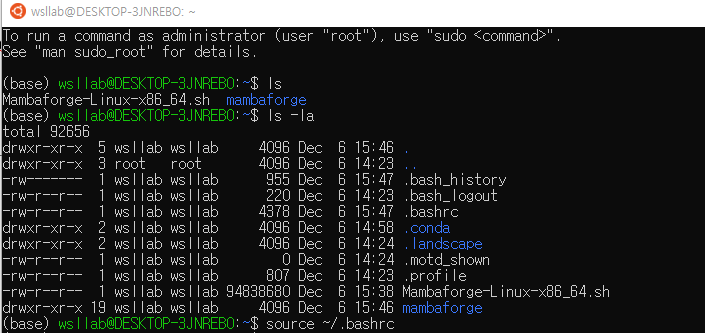 wsllab@DESKTOP-3JNREBO: ~
To run a command as administrator (user "root"), use "sudo <command>".
See "man sudo_root" for details.
(base) wsllab@DESKTOP-3JNREBO:~$ ls
Mambaforge-Linux-x86_64.sh  mambaforge
(base) wsllab@DESKTOP-3JNREBO:~$ ls -la
total 92656
drwxr-xr-x  5 wsllab wsllab     4096 Dec  6 15:46 .
drwxr-xr-x  3 root   root       4096 Dec  6 14:23 ..
-rw-------  1 wsllab wsllab      955 Dec  6 15:47 .bash_history
-rw-r--r--  1 wsllab wsllab      220 Dec  6 14:23 .bash_logout
-rw-r--r--  1 wsllab wsllab     4378 Dec  6 15:47 .bashrc
drwxr-xr-x  2 wsllab wsllab     4096 Dec  6 14:58 .conda
drwxr-xr-x  2 wsllab wsllab     4096 Dec  6 14:24 .landscape
-rw-r--r--  1 wsllab wsllab        0 Dec  6 14:24 .motd_shown
-rw-r--r--  1 wsllab wsllab      807 Dec  6 14:23 .profile
-rw-r--r--  1 wsllab wsllab 94838680 Dec  6 15:38 Mambaforge-Linux-x86_64.sh
drwxr-xr-x 19 wsllab wsllab     4096 Dec  6 15:46 mambaforge
(base) wsllab@DESKTOP-3JNREBO:~$ source ~/.bashrc